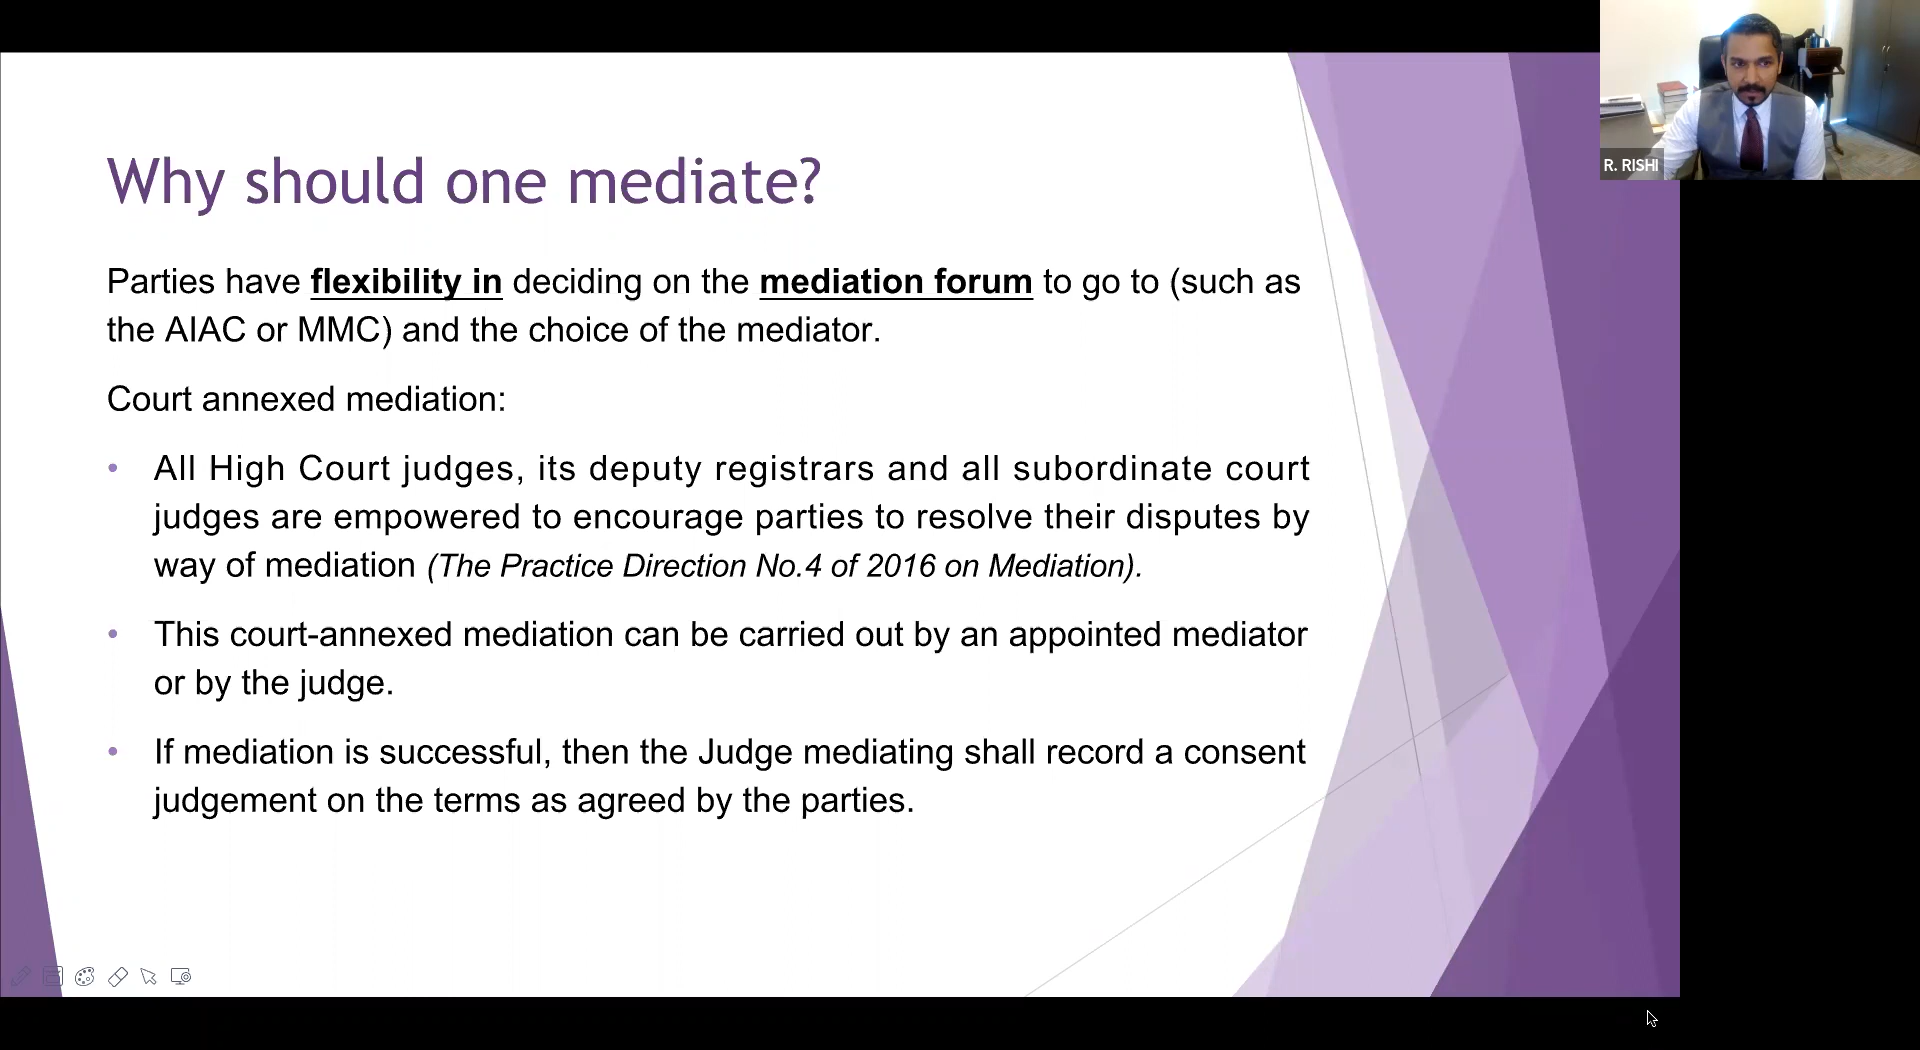 Why should one mediate?
Parties have flexibility in deciding on the mediation forum to go to (such as
the AIAC or MMC) and the choice of the mediator.
Court annexed mediation:
• All High Court judges, its deputy registrars and all subordinate court
judges are empowered to encourage parties to resolve their disputes by
way of mediation (The Practice Direction No.4 of 2016 on Mediation).
• This court-annexed mediation can be carried out by an appointed mediator
or by the judge.
• If mediation is successful, then the Judge mediating shall record a consent
judgement on the terms as agreed by the parties.
R. RISHI